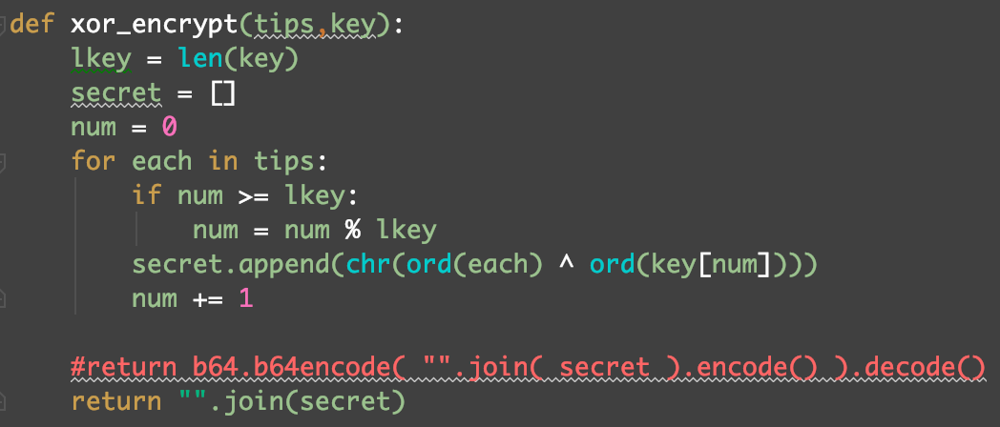 def xor_encrypt(tips,key):
    lkey = len(key)
    secret = []
    num = 0
    for each in tips:
        if num >= lkey:
            num = num % lkey
        secret.append(chr(ord(each) ^ ord(key[num])))
        num += 1
    #return b64.b64encode( "".join( secret ).encode() ).decode()
    return "".join(secret)